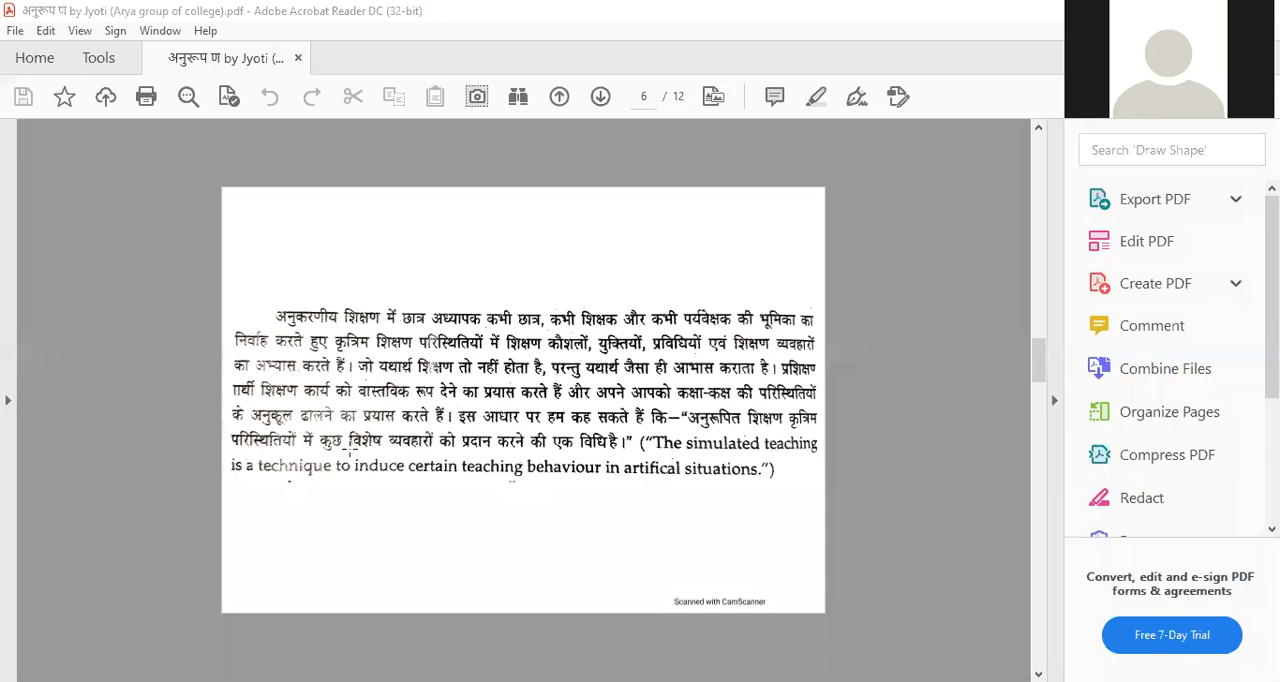 अनुरूप ण by Jyoti (Arya group of college).pdf - Adobe Acrobat Reader DC (32-bit)
File Edit View Sign Window Help
Home Tools अनुरूप ण by Jyoti (... ×
6 / 12
Search 'Draw Shape'
Export PDF
Edit PDF
Create PDF
Comment
Combine Files
Organize Pages
Compress PDF
Redact
Convert, edit and e-sign PDF
forms & agreements
Free 7-Day Trial
अनुकरणीय शिक्षण में छात्र अध्यापक कभी छात्र, कभी शिक्षक और कभी पर्यवेक्षक की भूमिका का
निर्वाह करते हुए कृत्रिम शिक्षण परिस्थितियों में शिक्षण कौशलों, युक्तियों, प्रविधियों एवं शिक्षण व्यवहारों
का अभ्यास करते हैं। जो यथार्थ शिक्षण तो नहीं होता है, परन्तु यथार्थ जैसा ही आभास कराता है। प्रशिक्षण
ार्थी शिक्षण कार्य को वास्तविक रूप देने का प्रयास करते हैं और अपने आपको कक्षा-कक्ष की परिस्थितियों
के अनुकूल ढालने का प्रयास करते हैं। इस आधार पर हम कह सकते हैं कि–“अनुरूपित शिक्षण कृत्रिम
परिस्थितियों में कुछ विशेष व्यवहारों को प्रदान करने की एक विधि है।” (“The simulated teaching
is a technique to induce certain teaching behaviour in artifical situations.”)
Scanned with CamScanner